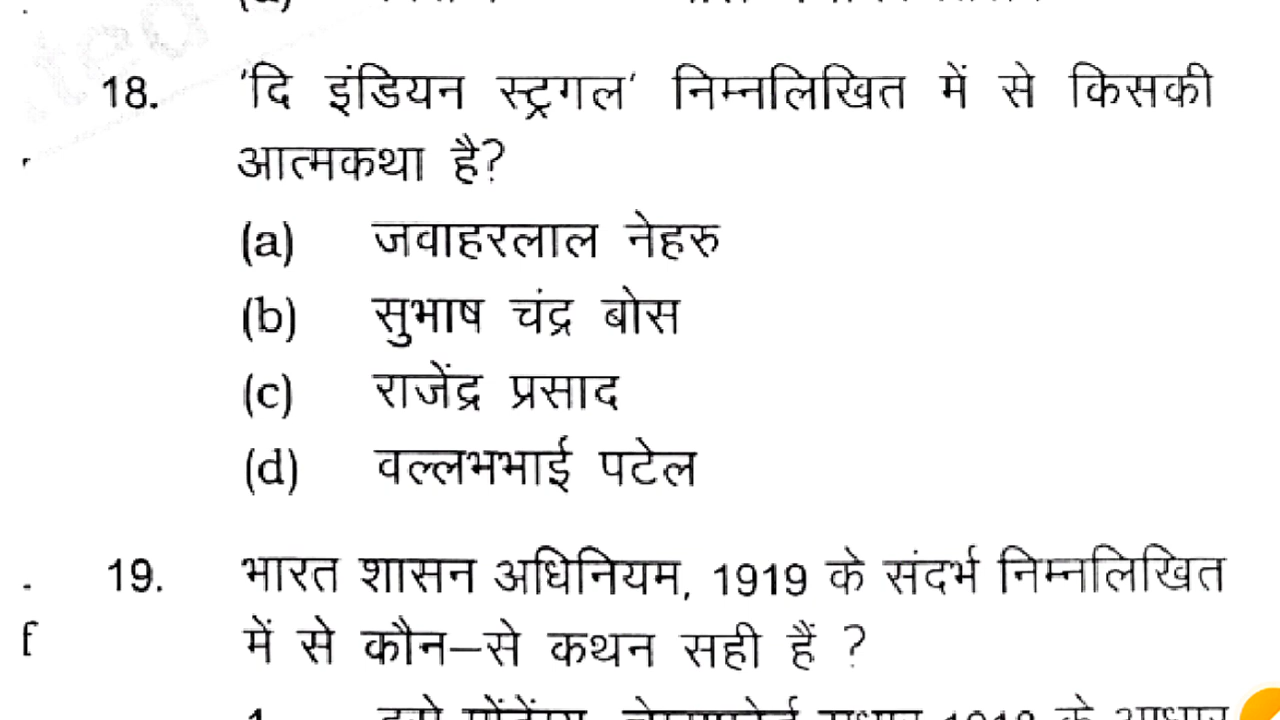 18. 'दि इंडियन स्ट्रगल' निम्नलिखित में से किसकी
आत्मकथा है?
(a) जवाहरलाल नेहरु
(b) सुभाष चंद्र बोस
(c) राजेंद्र प्रसाद
(d) वल्लभभाई पटेल
19. भारत शासन अधिनियम, 1919 के संदर्भ निम्नलिखित
में से कौन–से कथन सही हैं ?